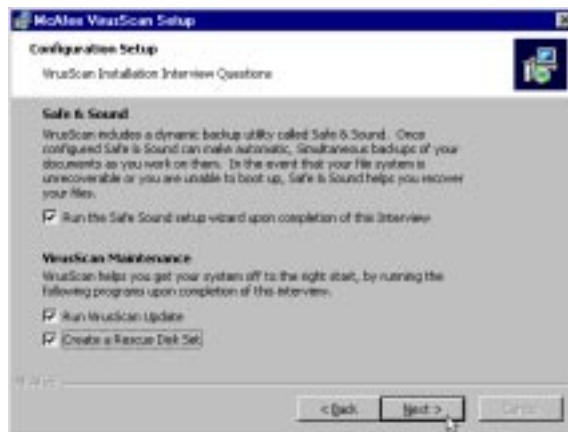 McAfee VirusScan Setup
Configuration Setup
VirusScan Installation Interview Questions
Safe & Sound
VirusScan includes a dynamic backup utility called Safe & Sound. Once
configured Safe & Sound can make automatic, Simultaneous backups of your
documents as you work on them. In the event that your file system is
unrecoverable or you are unable to boot up, Safe & Sound helps you recover
your files.
Run the Safe Sound setup wizard upon completion of this Interview
VirusScan Maintenance
VirusScan helps you get your system off to the right start, by running the
following programs upon completion of this interview.
Run VirusScan Update
Create a Rescue Disk Set
< Back
Next >
Cancel